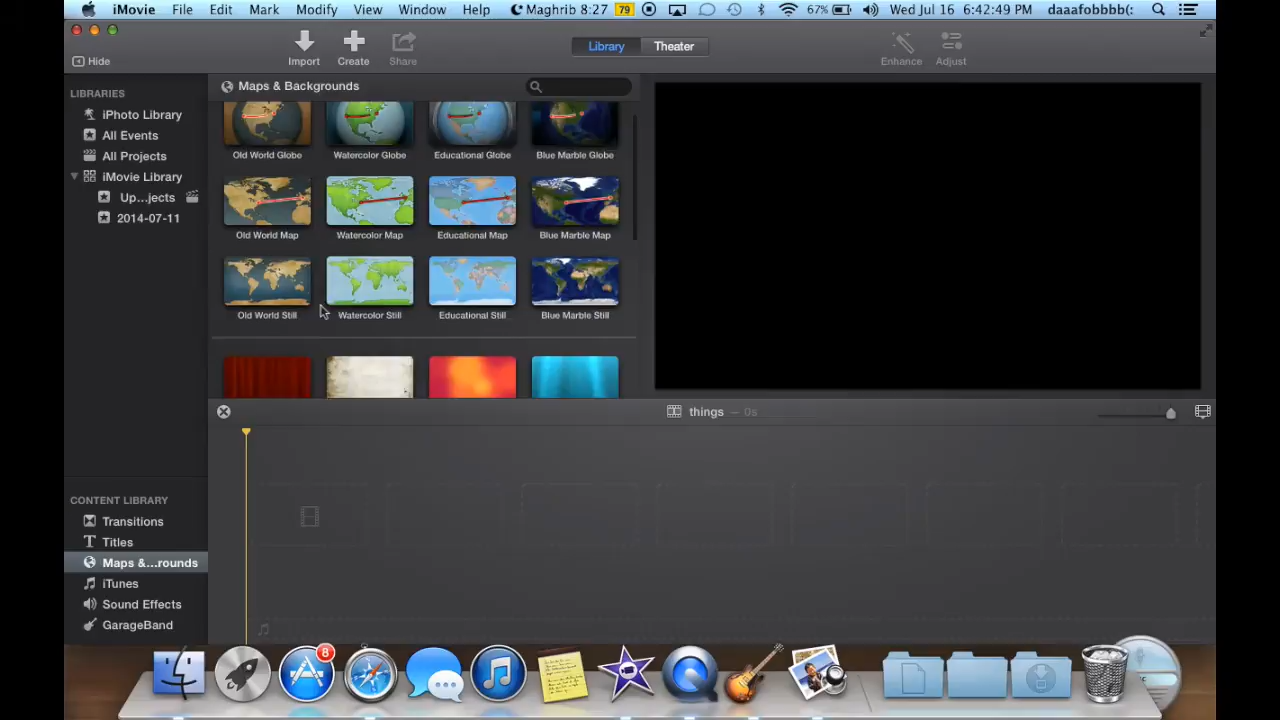 iMovie File Edit Mark Modify View Window Help Maghrib 8:27 79 67% Wed Jul 16 6:42:49 PM daaafobbbb(:
Hide Import Create Share Library Theater Enhance Adjust
LIBRARIES
iPhoto Library
All Events
All Projects
iMovie Library
Up...jects
2014-07-11
Maps & Backgrounds
Old World Globe Watercolor Globe Educational Globe Blue Marble Globe
Old World Map Watercolor Map Educational Map Blue Marble Map
Old World Still Watercolor Still Educational Still Blue Marble Still
things — 0s
CONTENT LIBRARY
Transitions
Titles
Maps &...rounds
iTunes
Sound Effects
GarageBand
8